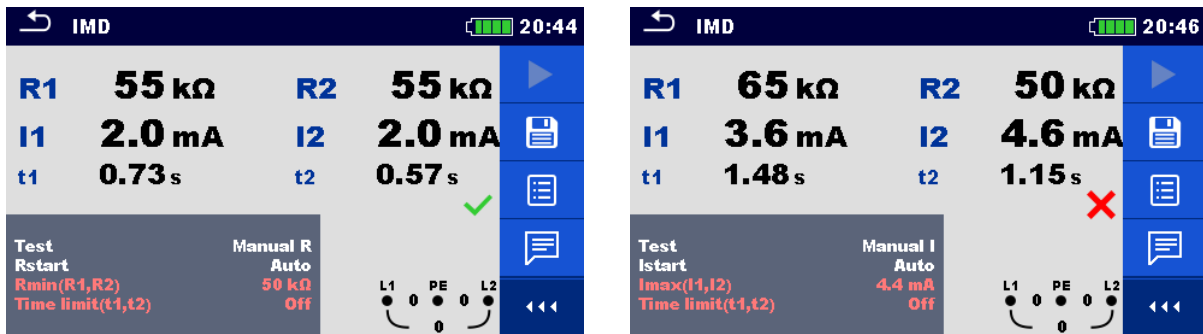 IMD 20:44
R1 55 kΩ R2 55 kΩ
I1 2.0 mA I2 2.0 mA
t1 0.73 s t2 0.57 s
Test Manual R
Rstart Auto
Rmin(R1,R2) 50 kΩ
Time limit(t1,t2) Off
L1 PE L2
0 0
0
IMD 20:46
R1 65 kΩ R2 50 kΩ
I1 3.6 mA I2 4.6 mA
t1 1.48 s t2 1.15 s
Test Manual I
Istart Auto
Imax(I1,I2) 4.4 mA
Time limit(t1,t2) Off
L1 PE L2
0 0
0